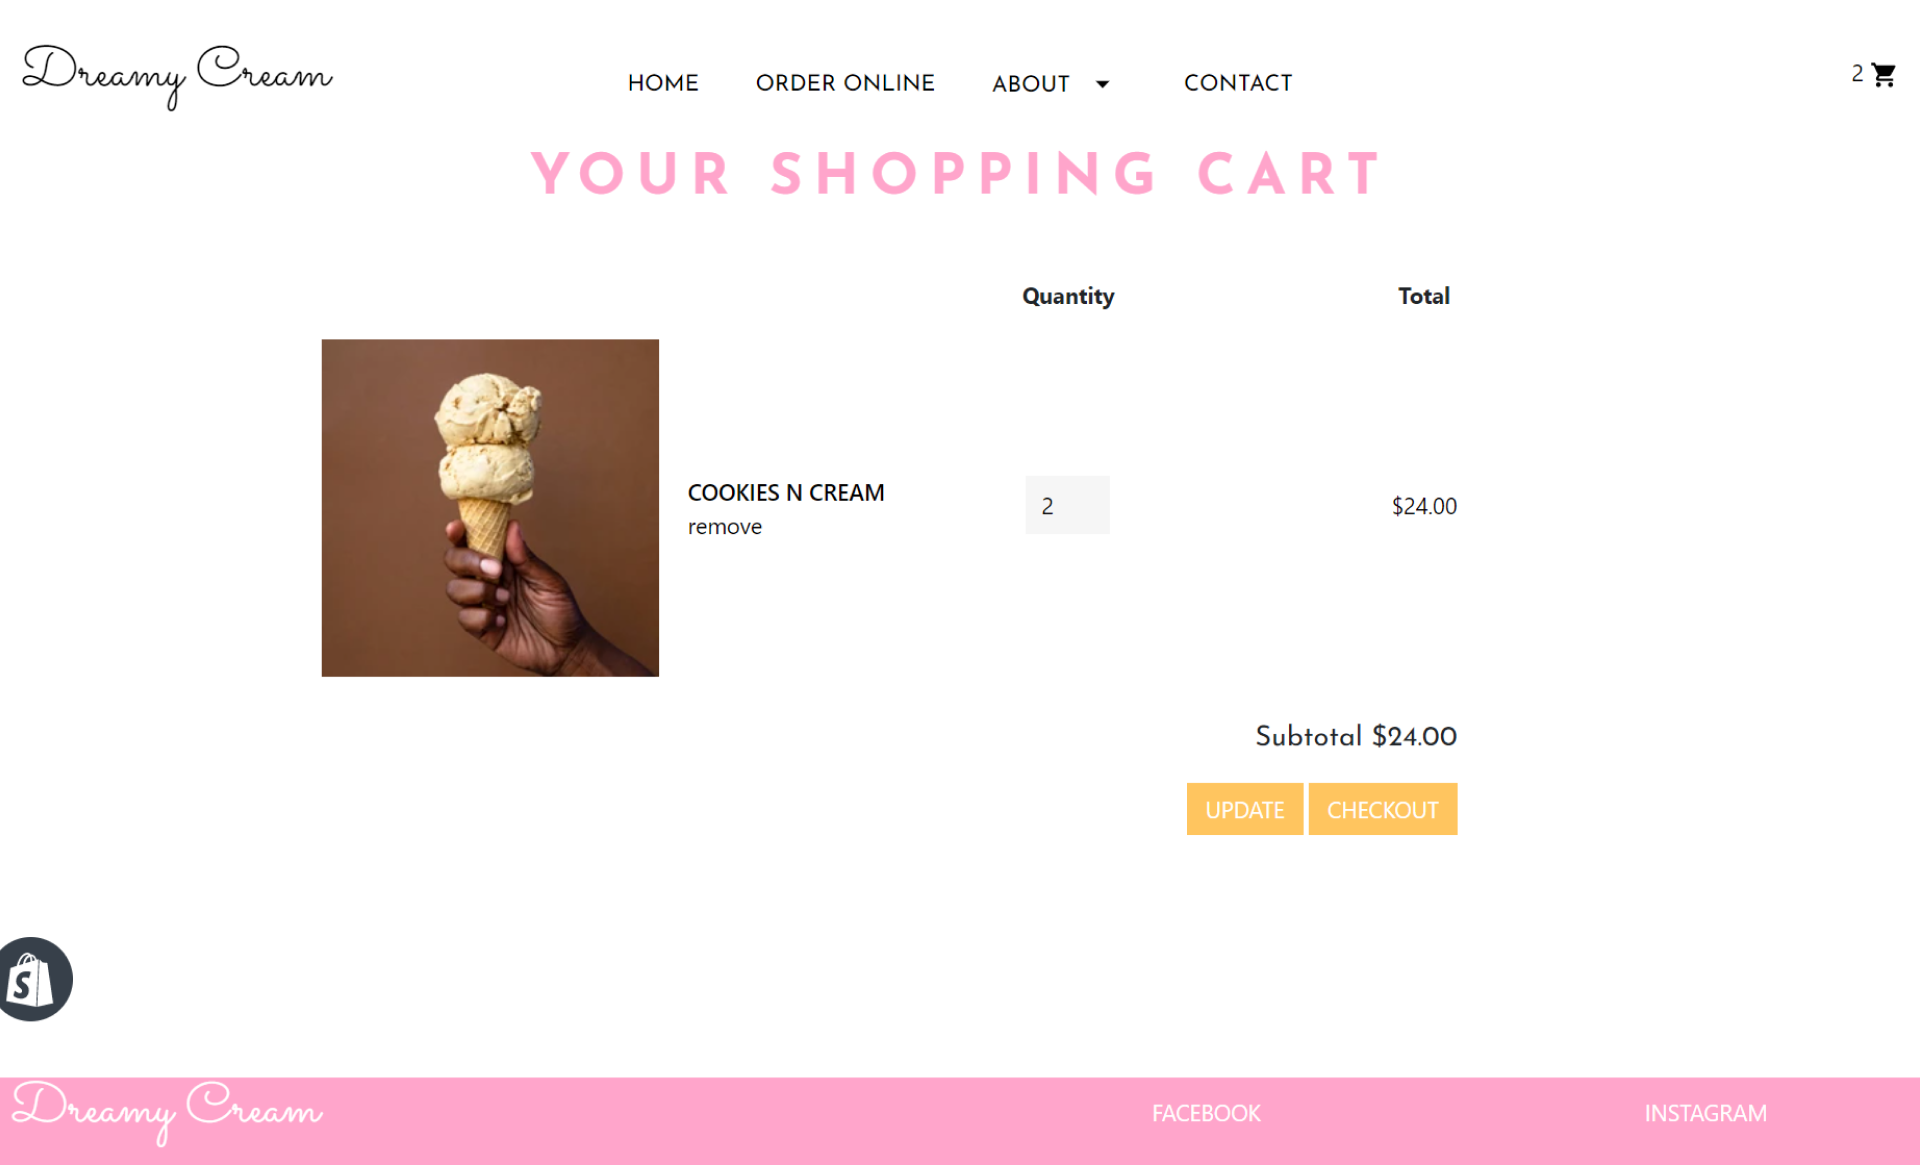 Dreamy Cream
HOME ORDER ONLINE ABOUT CONTACT
2
YOUR SHOPPING CART
Quantity Total
COOKIES N CREAM
remove
2
$24.00
Subtotal $24.00
UPDATE CHECKOUT
S
Dreamy Cream
FACEBOOK INSTAGRAM